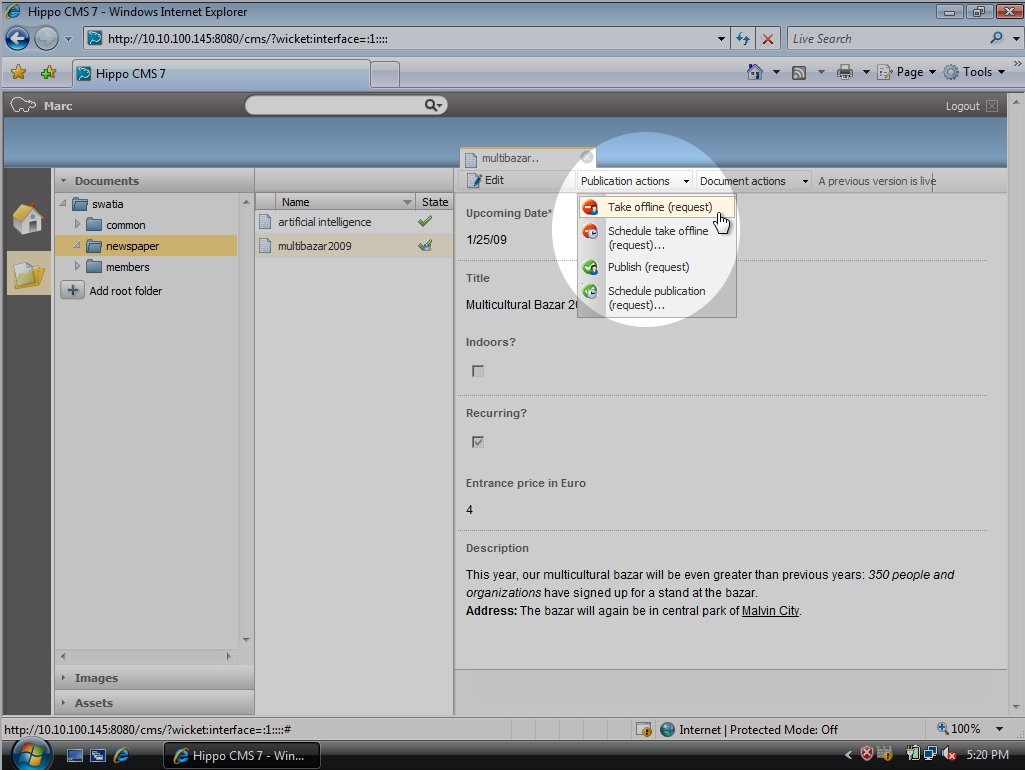 Hippo CMS 7 - Windows Internet Explorer
http://10.10.100.145:8080/cms/?wicket:interface=:1::::
Live Search
Hippo CMS 7
Page
Tools
Marc
Logout
multibazar..
Documents
Edit
Publication actions
Document actions
A previous version is live
swatia
common
newspaper
members
Add root folder
Name
State
artificial intelligence
multibazar2009
Take offline (request)
Schedule take offline
(request)...
Publish (request)
Schedule publication
(request)...
Upcoming Date*
1/25/09
Title
Multicultural Bazar 20
Indoors?
Recurring?
Entrance price in Euro
4
Description
This year, our multicultural bazar will be even greater than previous years: 350 people and
organizations have signed up for a stand at the bazar.
Address: The bazar will again be in central park of Malvin City.
Images
Assets
http://10.10.100.145:8080/cms/?wicket:interface=:1::::#
Internet | Protected Mode: Off
100%
Hippo CMS 7 - Win...
5:20 PM